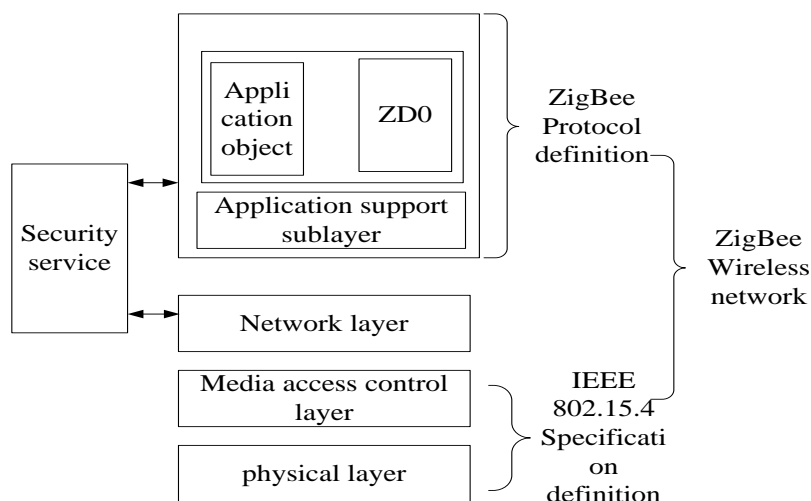 Appli
cation
object
ZD0
Application support
sublayer
ZigBee
Protocol
definition
Security
service
ZigBee
Wireless
network
Network layer
Media access control
layer
physical layer
IEEE
802.15.4
Specificati
on
definition